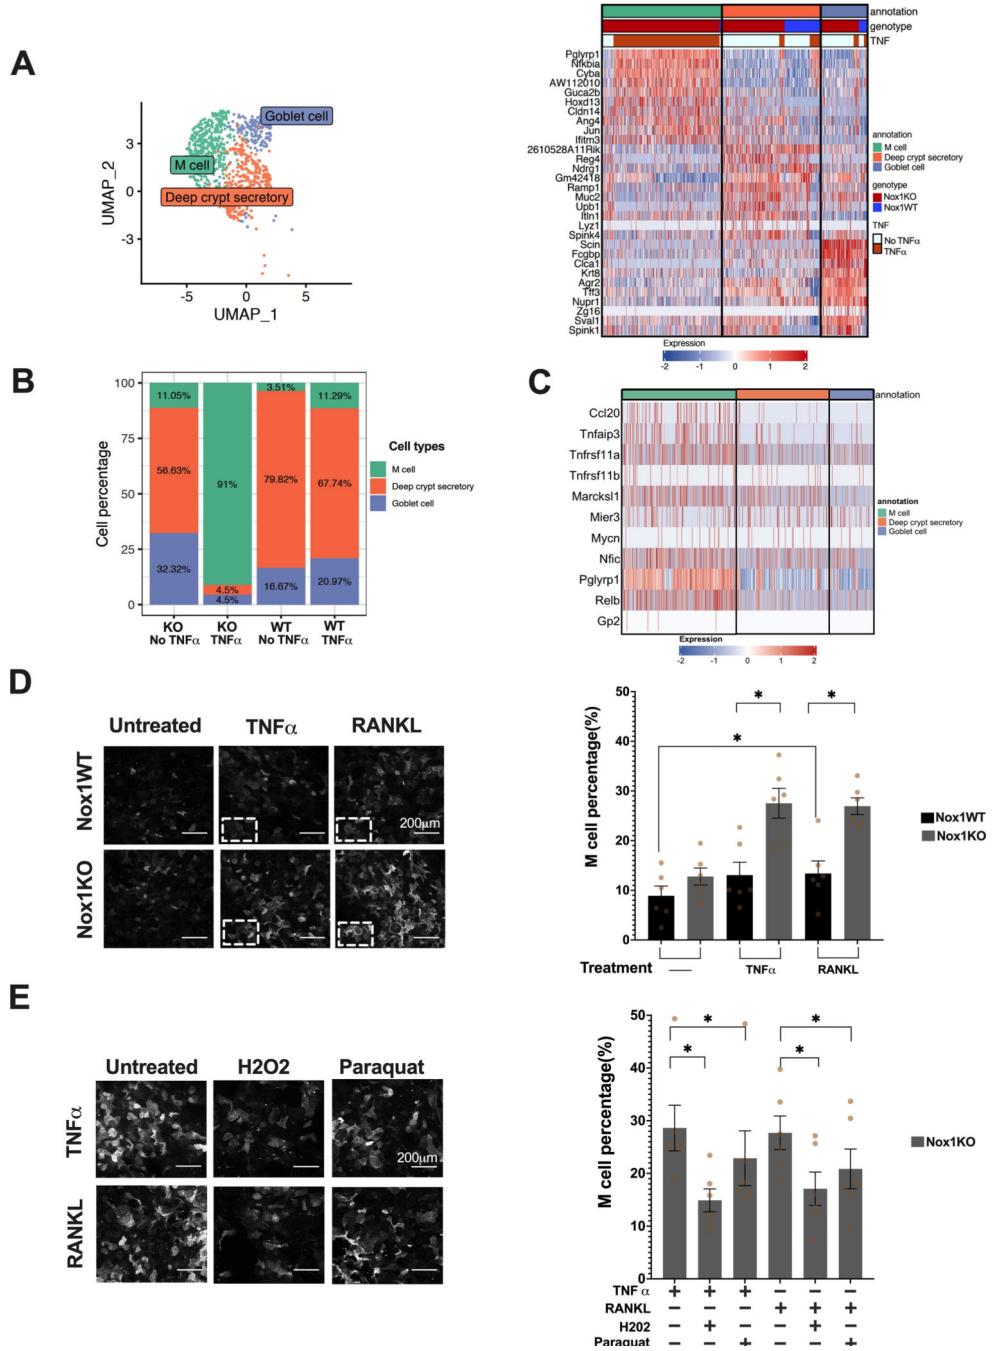 A
Goblet cell
M cell
Deep crypt secretory
3
0
-3
-5
0
5
UMAP_2
UMAP_1
annotation
genotype
TNF
Pglyrp1
Nfkbia
Cyba
AW112010
Guca2b
Hoxd13
Cldn14
Ang4
Jun
Ifitm3
2610528A11Rik
Reg4
Ndrg1
Gm42418
Ramp1
Muc2
Upb1
Itln1
Lyz1
Spink4
Scin
Fcgbp
Clca1
Krt8
Agr2
Tff3
Nupr1
Zg16
Sval1
Spink1
annotation
M cell
Deep crypt secretory
Goblet cell
genotype
Nox1KO
Nox1WT
TNF
No TNFα
TNFα
Expression
-2
-1
0
1
2
B
Cell percentage
100
75
50
25
0
11.05%
56.63%
32.32%
91%
4.5%
4.5%
3.51%
79.82%
16.67%
11.29%
67.74%
20.97%
KO
No TNFα
KO
TNFα
WT
No TNFα
WT
TNFα
Cell types
M cell
Deep crypt secretory
Goblet cell
C
annotation
Ccl20
Tnfaip3
Tnfrsf11a
Tnfrsf11b
Marcksl1
Mier3
Mycn
Nfic
Pglyrp1
Relb
Gp2
annotation
M cell
Deep crypt secretory
Goblet cell
Expression
-2
-1
0
1
2
D
Untreated
TNFα
RANKL
Nox1WT
200μm
Nox1KO
M cell percentage(%)
50
40
30
20
10
0
*
*
*
Nox1WT
Nox1KO
Treatment
—
TNFα
RANKL
E
Untreated
H2O2
Paraquat
TNFα
200μm
RANKL
M cell percentage(%)
50
40
30
20
10
0
*
*
*
*
Nox1KO
TNF α + + + − − −
RANKL − − − + + +
H202 − + − − + −
Paraquat − − + − − +